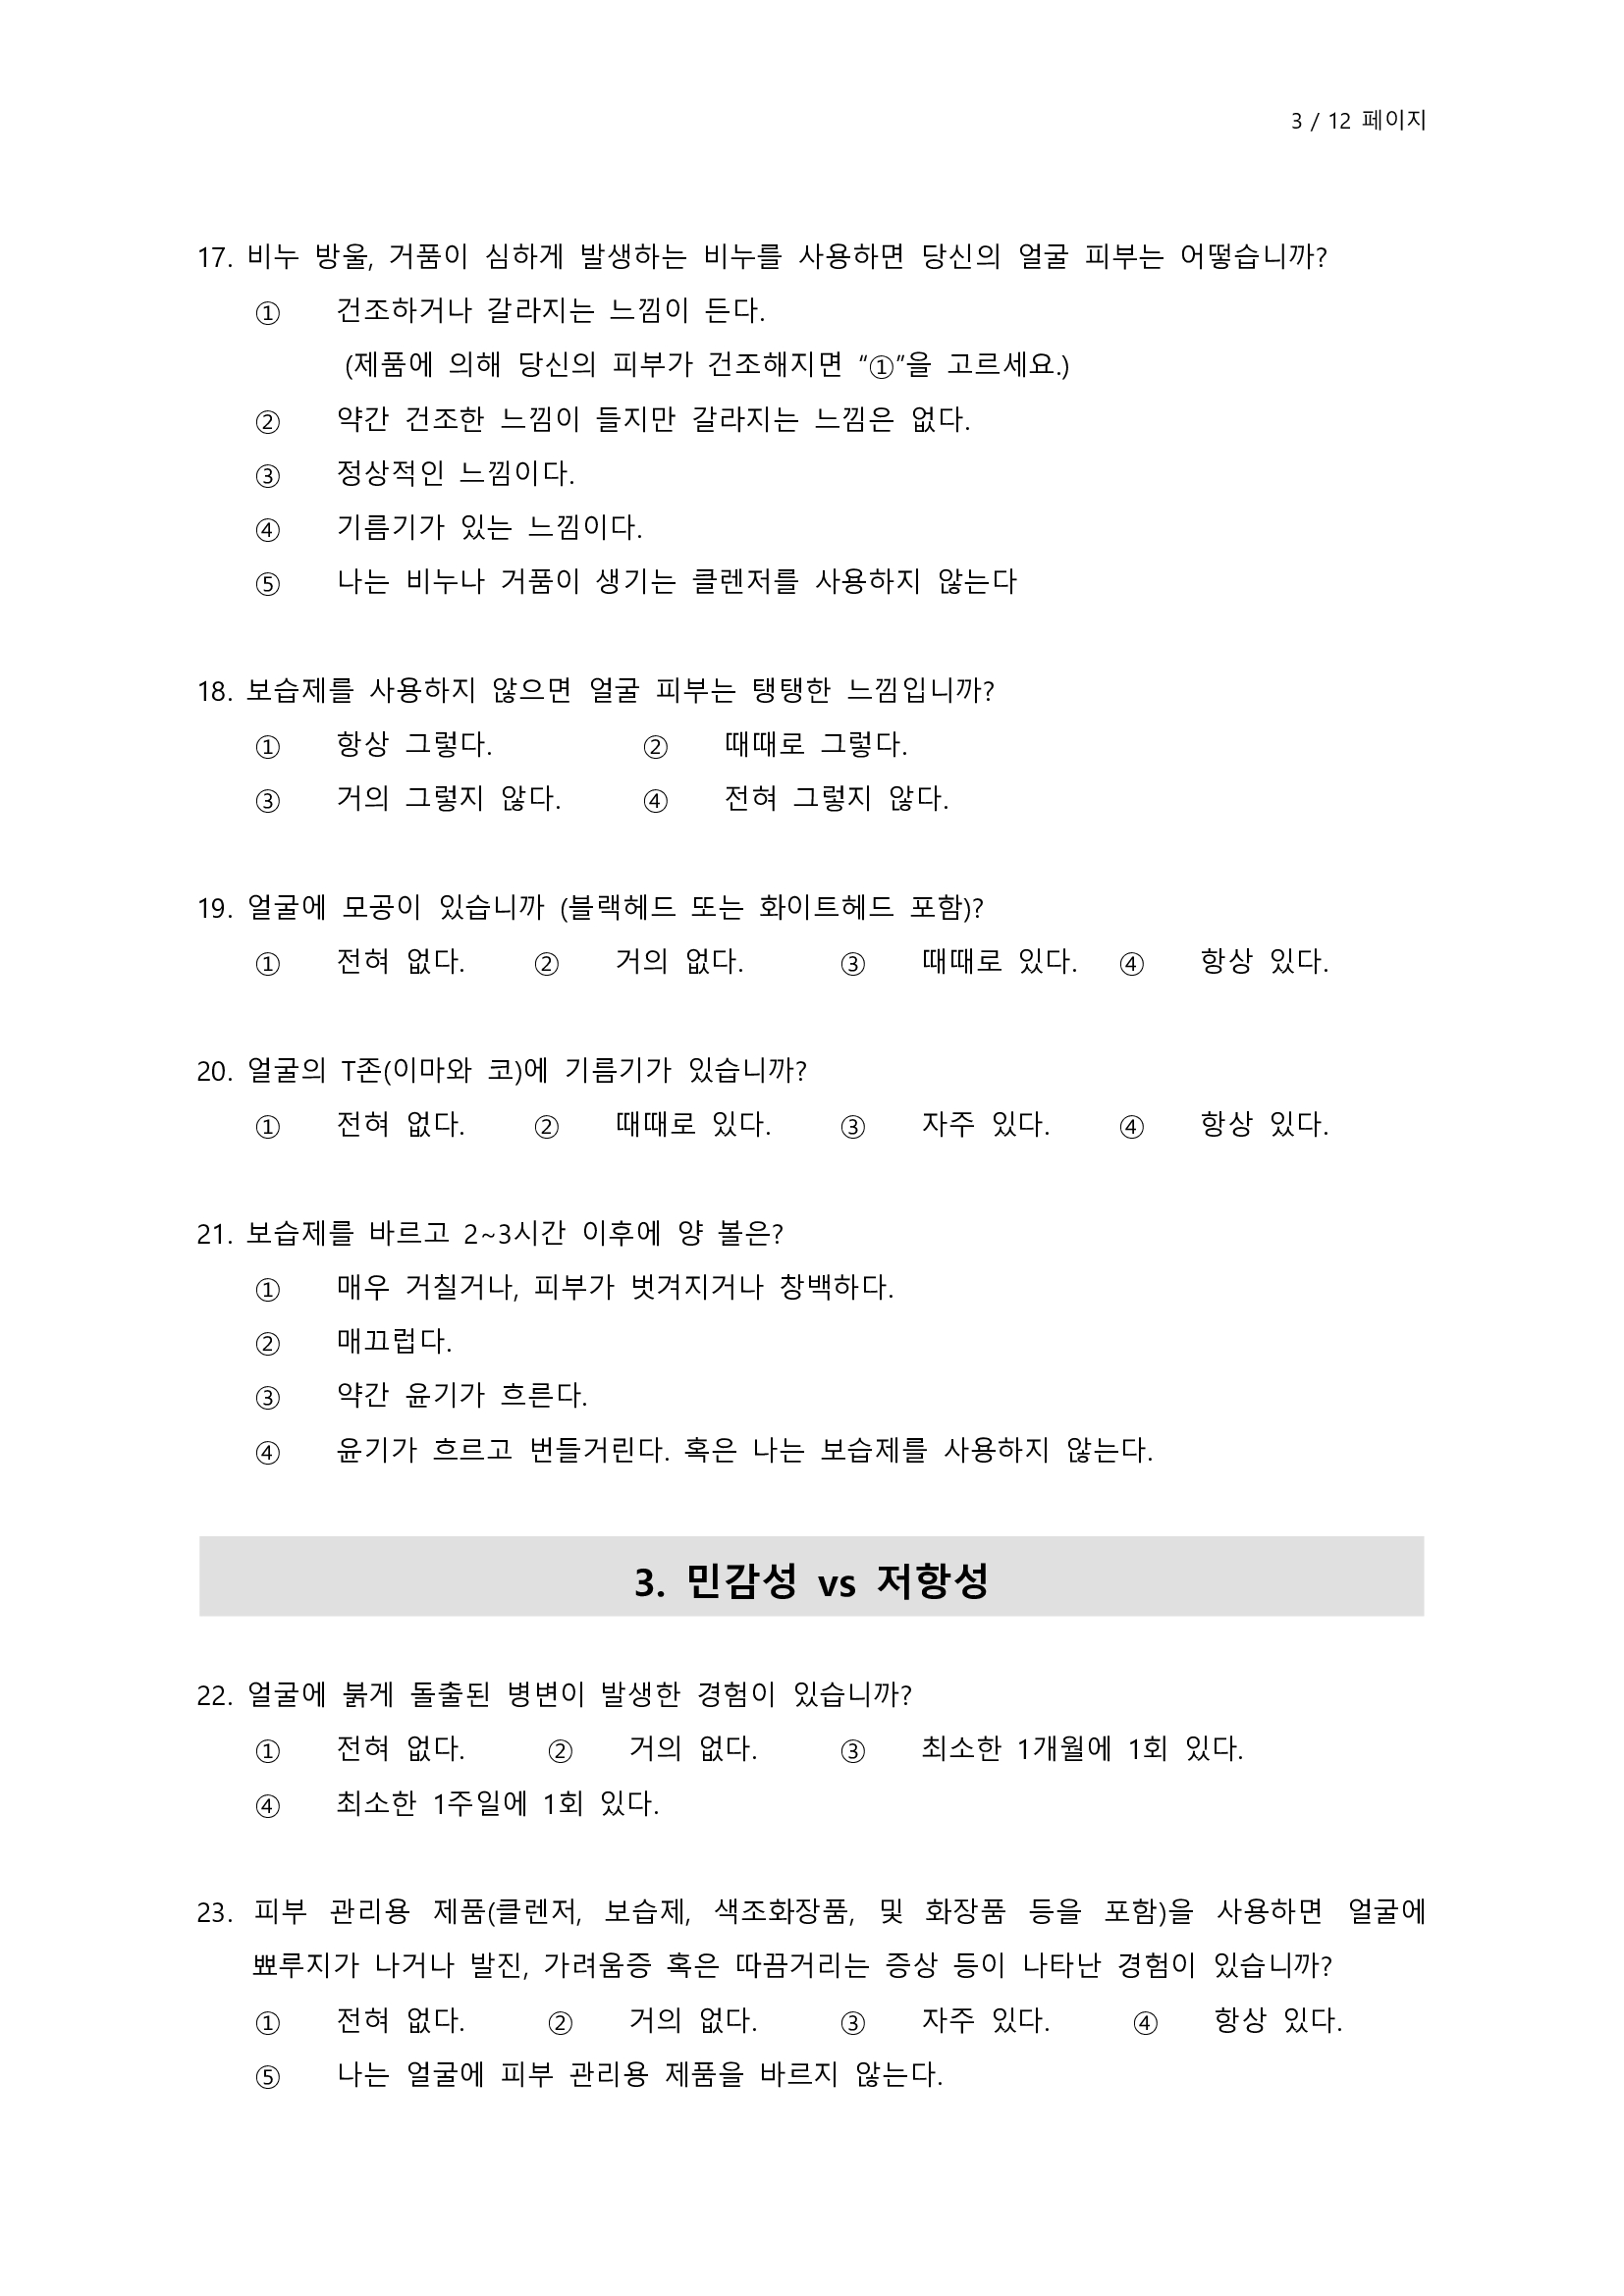 3 / 12 페이지
17. 비누 방울, 거품이 심하게 발생하는 비누를 사용하면 당신의 얼굴 피부는 어떻습니까?
① 건조하거나 갈라지는 느낌이 든다.
(제품에 의해 당신의 피부가 건조해지면 “①”을 고르세요.)
② 약간 건조한 느낌이 들지만 갈라지는 느낌은 없다.
③ 정상적인 느낌이다.
④ 기름기가 있는 느낌이다.
⑤ 나는 비누나 거품이 생기는 클렌저를 사용하지 않는다
18. 보습제를 사용하지 않으면 얼굴 피부는 탱탱한 느낌입니까?
① 항상 그렇다. ② 때때로 그렇다.
③ 거의 그렇지 않다. ④ 전혀 그렇지 않다.
19. 얼굴에 모공이 있습니까 (블랙헤드 또는 화이트헤드 포함)?
① 전혀 없다. ② 거의 없다. ③ 때때로 있다. ④ 항상 있다.
20. 얼굴의 T존(이마와 코)에 기름기가 있습니까?
① 전혀 없다. ② 때때로 있다. ③ 자주 있다. ④ 항상 있다.
21. 보습제를 바르고 2~3시간 이후에 양 볼은?
① 매우 거칠거나, 피부가 벗겨지거나 창백하다.
② 매끄럽다.
③ 약간 윤기가 흐른다.
④ 윤기가 흐르고 번들거린다. 혹은 나는 보습제를 사용하지 않는다.
3. 민감성 vs 저항성
22. 얼굴에 붉게 돌출된 병변이 발생한 경험이 있습니까?
① 전혀 없다. ② 거의 없다. ③ 최소한 1개월에 1회 있다.
④ 최소한 1주일에 1회 있다.
23. 피부 관리용 제품(클렌저, 보습제, 색조화장품, 및 화장품 등을 포함)을 사용하면 얼굴에
뾰루지가 나거나 발진, 가려움증 혹은 따끔거리는 증상 등이 나타난 경험이 있습니까?
① 전혀 없다. ② 거의 없다. ③ 자주 있다. ④ 항상 있다.
⑤ 나는 얼굴에 피부 관리용 제품을 바르지 않는다.